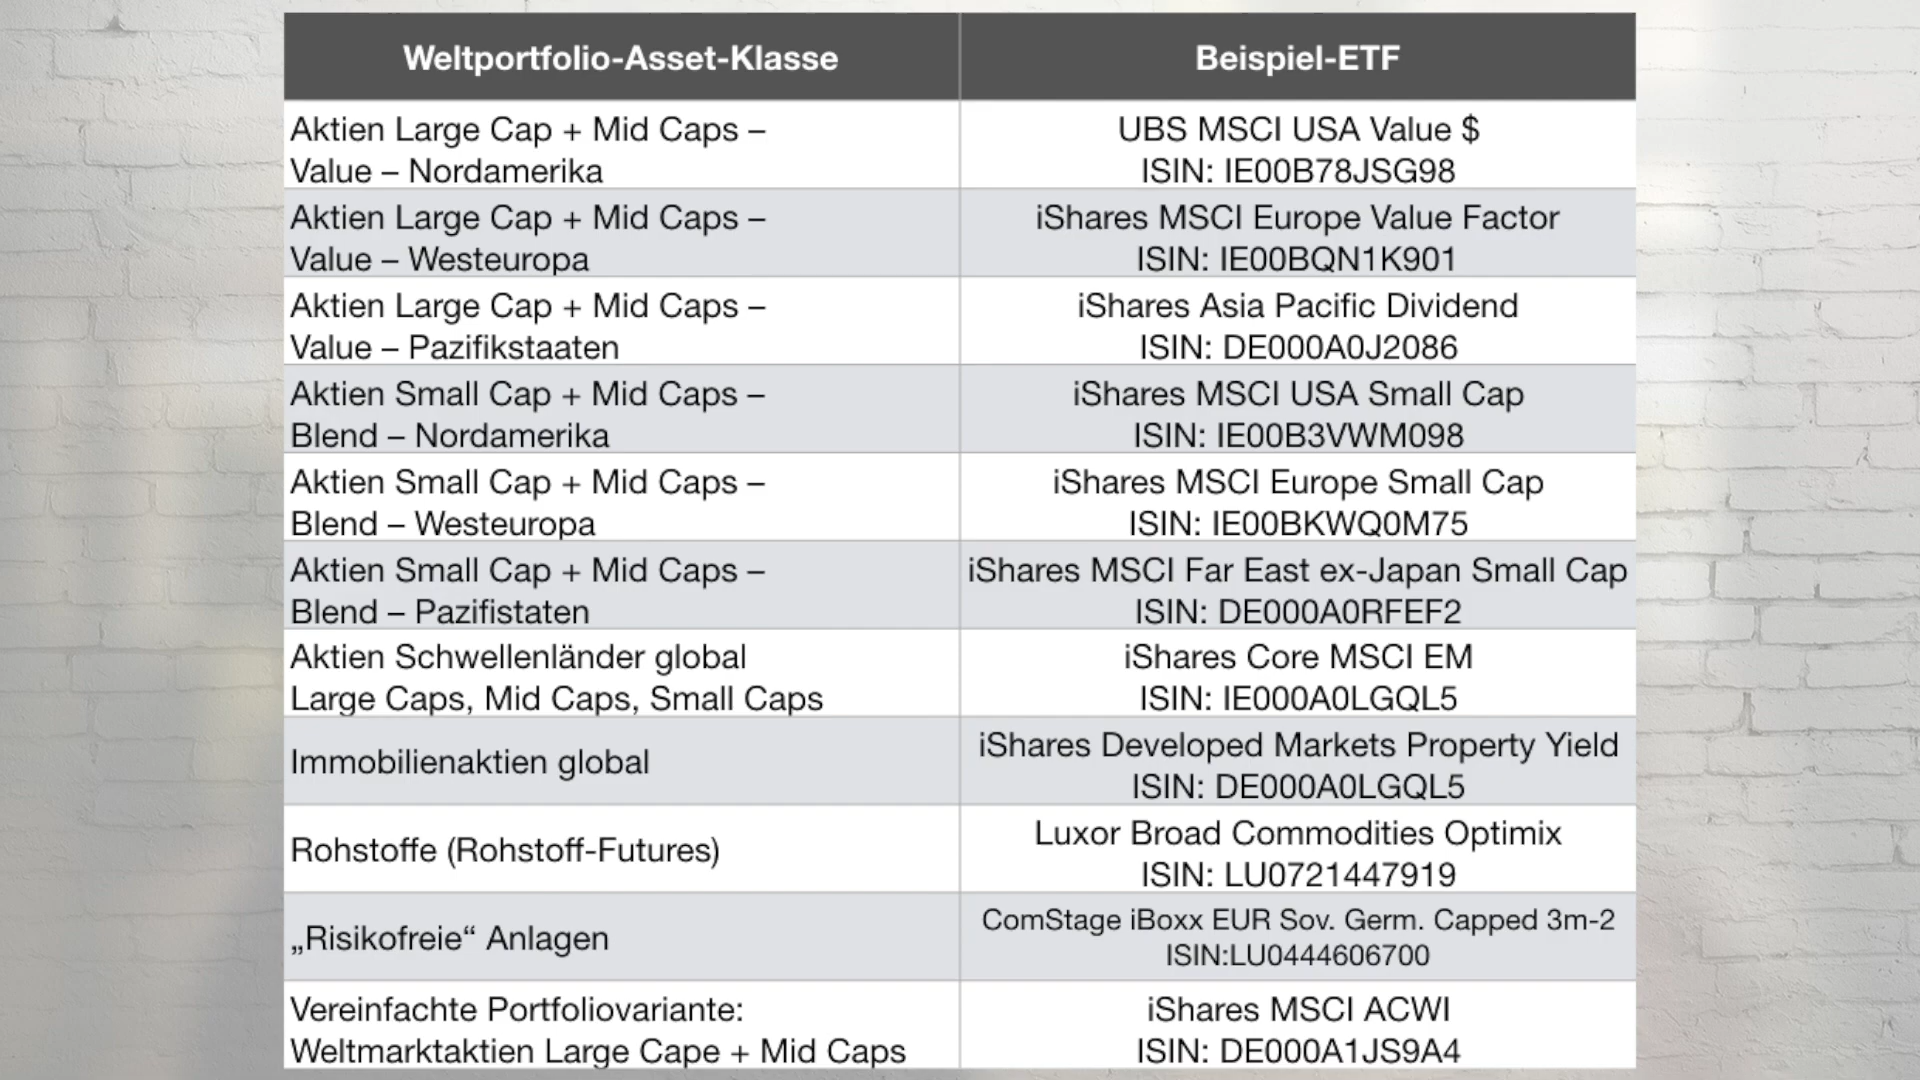 Weltportfolio-Asset-Klasse
Beispiel-ETF
Aktien Large Cap + Mid Caps –
Value – Nordamerika
UBS MSCI USA Value $
ISIN: IE00B78JSG98
Aktien Large Cap + Mid Caps –
Value – Westeuropa
iShares MSCI Europe Value Factor
ISIN: IE00BQN1K901
Aktien Large Cap + Mid Caps –
Value – Pazifikstaaten
iShares Asia Pacific Dividend
ISIN: DE000A0J2086
Aktien Small Cap + Mid Caps –
Blend – Nordamerika
iShares MSCI USA Small Cap
ISIN: IE00B3VWM098
Aktien Small Cap + Mid Caps –
Blend – Westeuropa
iShares MSCI Europe Small Cap
ISIN: IE00BKWQ0M75
Aktien Small Cap + Mid Caps –
Blend – Pazifistaten
iShares MSCI Far East ex-Japan Small Cap
ISIN: DE000A0RFEF2
Aktien Schwellenländer global
Large Caps, Mid Caps, Small Caps
iShares Core MSCI EM
ISIN: IE000A0LGQL5
Immobilienaktien global
iShares Developed Markets Property Yield
ISIN: DE000A0LGQL5
Rohstoffe (Rohstoff-Futures)
Luxor Broad Commodities Optimix
ISIN: LU0721447919
„Risikofreie“ Anlagen
ComStage iBoxx EUR Sov. Germ. Capped 3m-2
ISIN:LU0444606700
Vereinfachte Portfoliovariante:
Weltmarktaktien Large Cape + Mid Caps
iShares MSCI ACWI
ISIN: DE000A1JS9A4